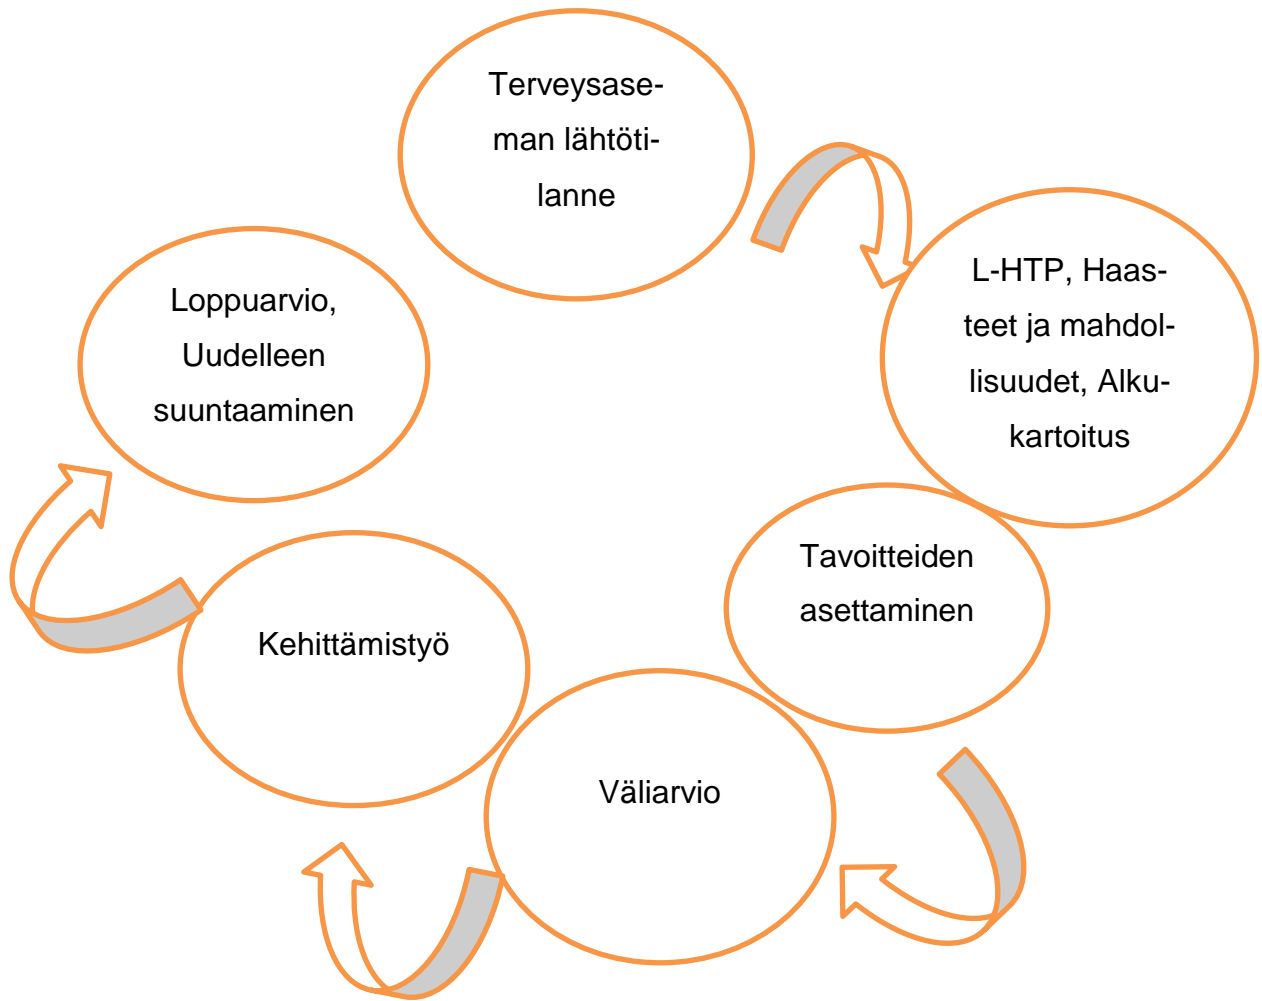 Terveysase-
man lähtöti-
lanne
L-HTP, Haas-
teet ja mahdol-
lisuudet, Alku-
kartoitus
Tavoitteiden
asettaminen
Väliarvio
Kehittämistyö
Loppuarvio,
Uudelleen
suuntaaminen